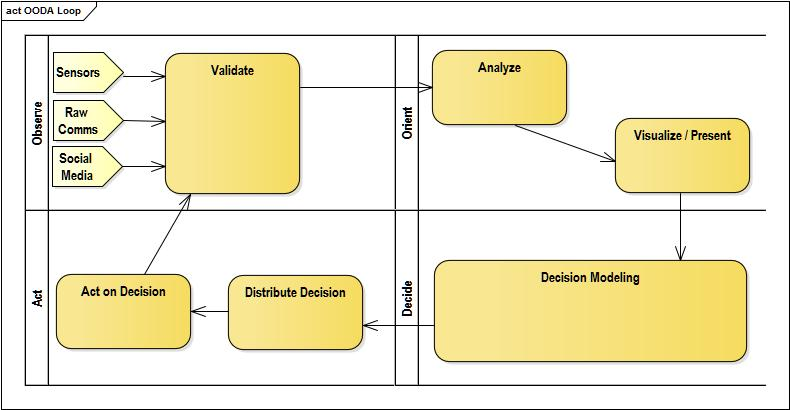 act OODA Loop
Observe
Sensors
Raw
Comms
Social
Media
Validate
Orient
Analyze
Visualize / Present
Act
Act on Decision
Distribute Decision
Decide
Decision Modeling